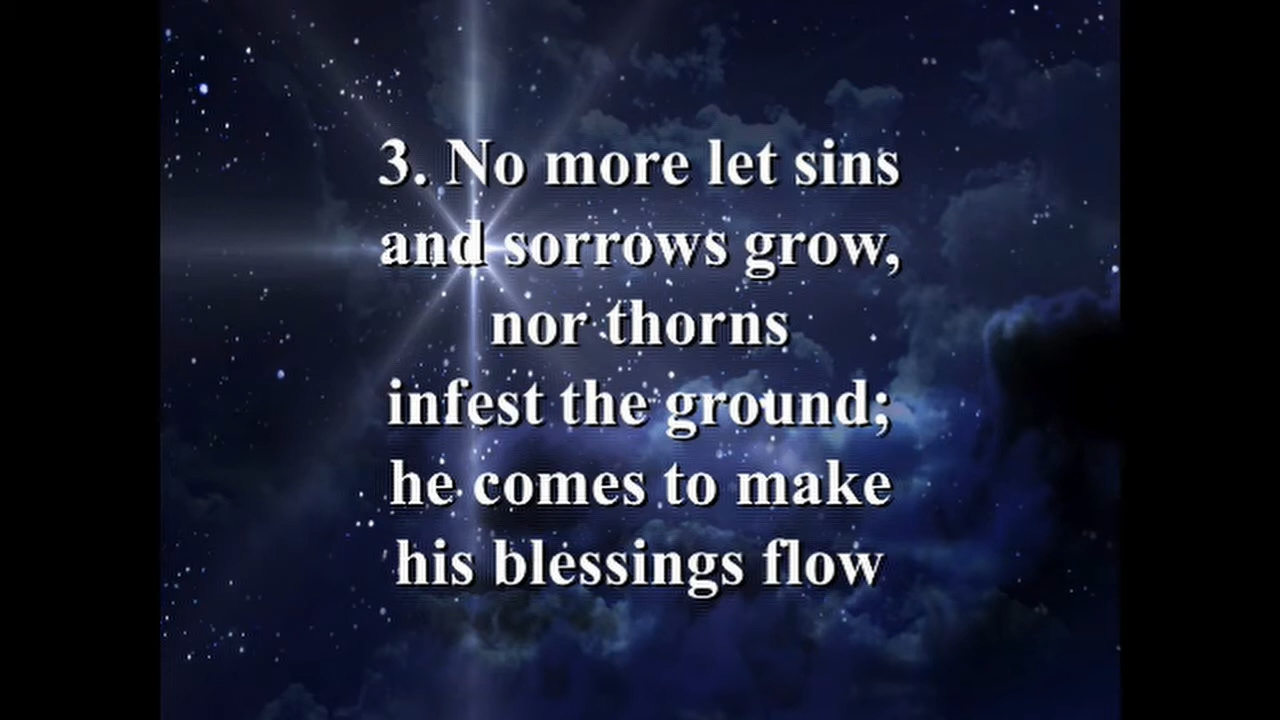 3. No more let sins
and sorrows grow,
nor thorns
infest the ground;
he comes to make
his blessings flow